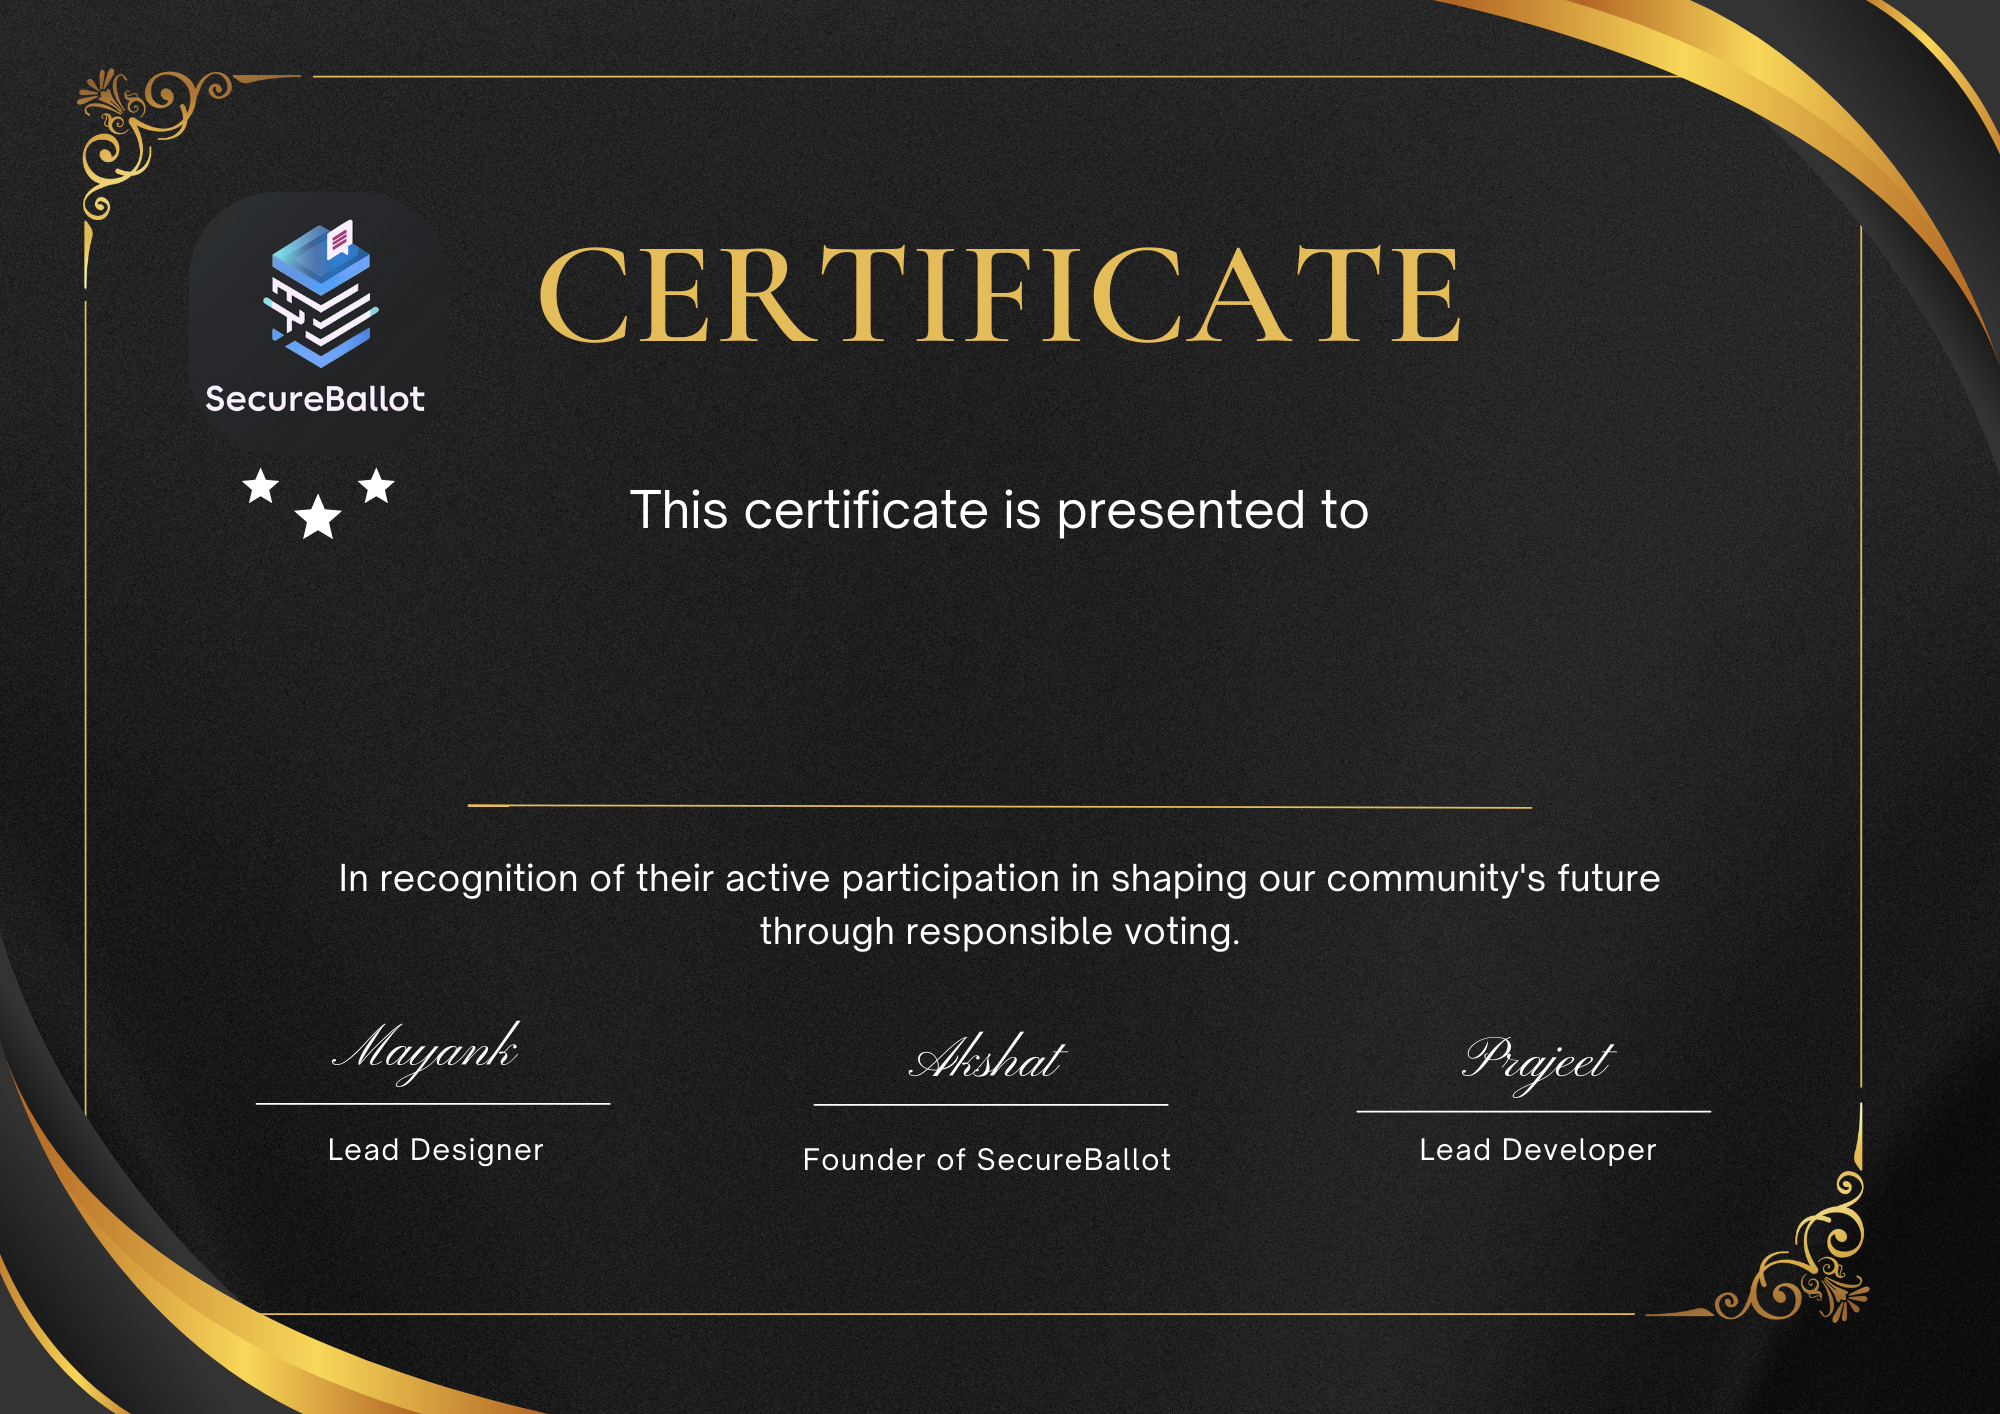 CERTIFICATE
SecureBallot
This certificate is presented to
In recognition of their active participation in shaping our community's future
through responsible voting.
Mayank
Akshat
Prajeet
Lead Designer
Founder of SecureBallot
Lead Developer